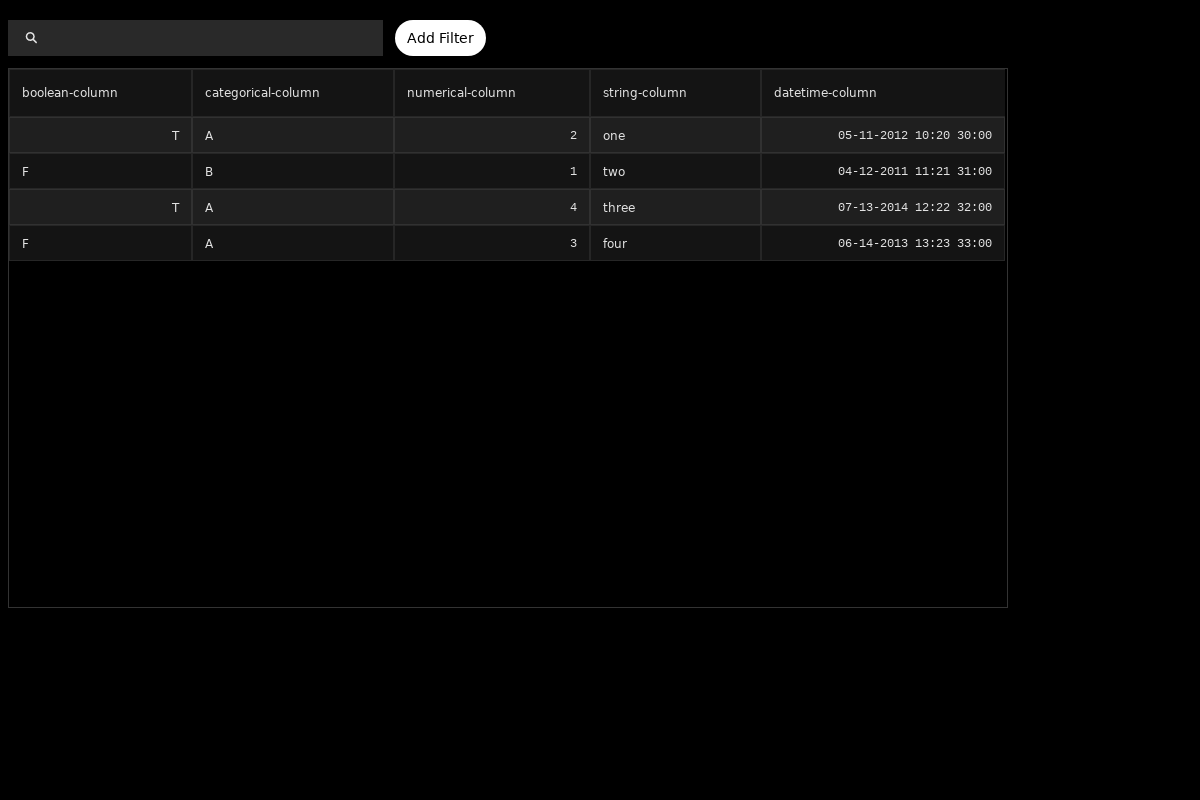 Add Filter
boolean-column categorical-column numerical-column string-column datetime-column
T A 2 one 05-11-2012 10:20 30:00
F B 1 two 04-12-2011 11:21 31:00
T A 4 three 07-13-2014 12:22 32:00
F A 3 four 06-14-2013 13:23 33:00